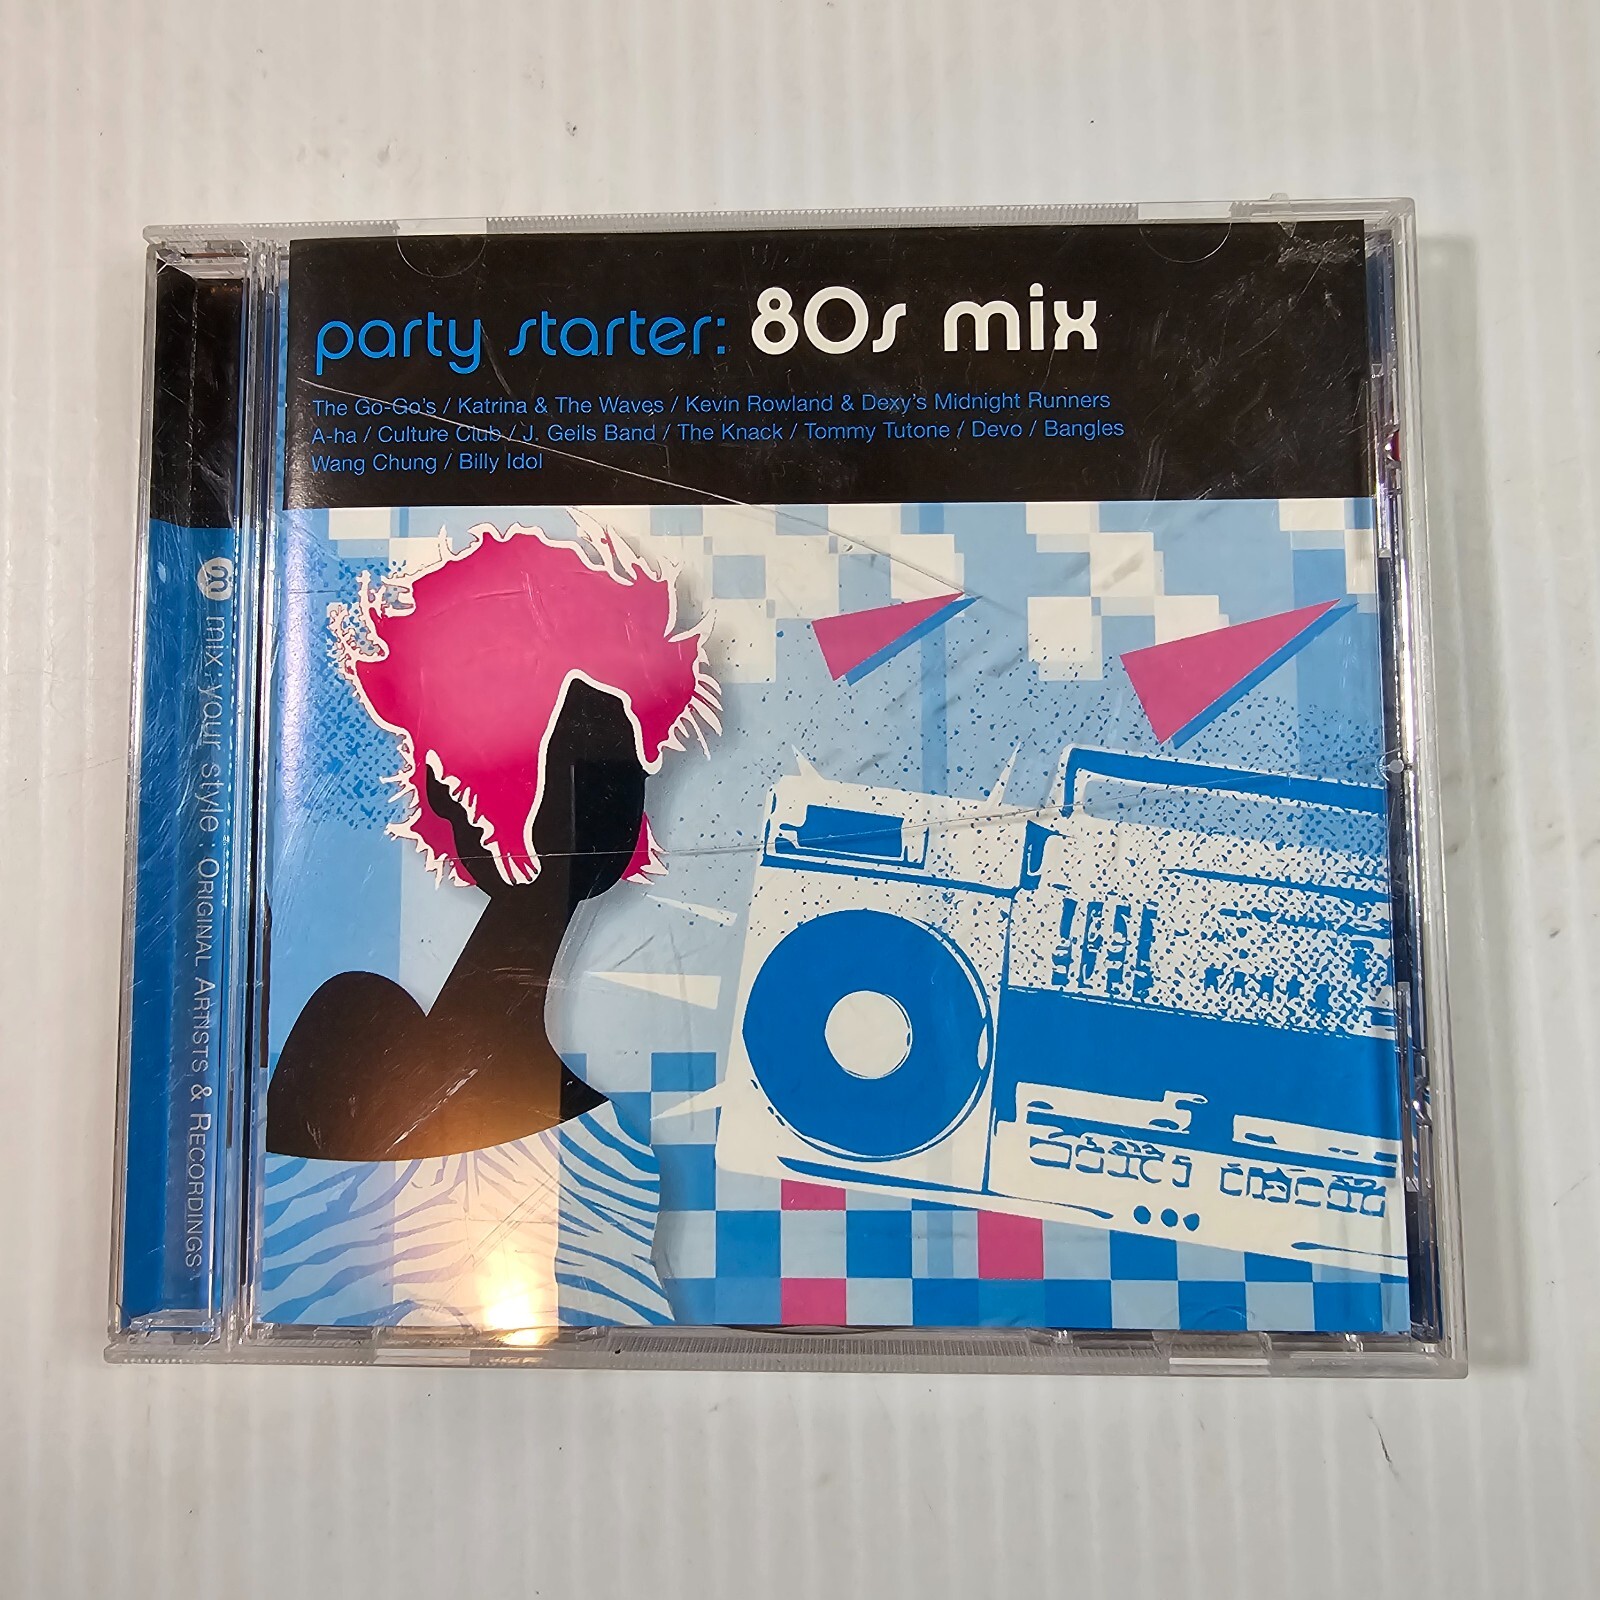 party starter: 80s mix
The Go-Go's / Katrina & The Waves / Kevin Rowland & Dexy's Midnight Runners
A-ha / Culture Club / J. Geils Band / The Knack / Tommy Tutone / Devo / Bangles
Wang Chung / Billy Idol
m mix : your style : ORIGINAL ARTISTS & RECORDINGS